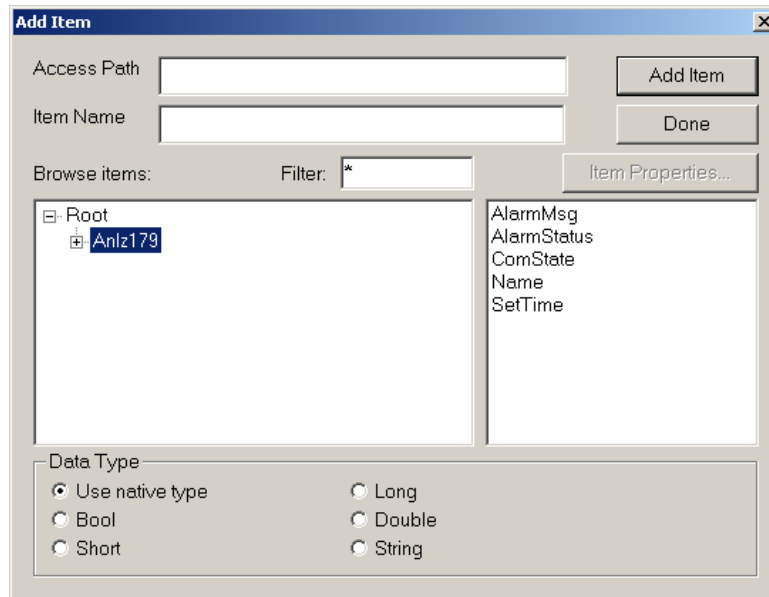 Add Item
Access Path
Add Item
Item Name
Done
Browse items:
Filter: *
Item Properties...
Root
Anlz179
AlarmMsg
AlarmStatus
ComState
Name
SetTime
Data Type
Use native type
Long
Bool
Double
Short
String